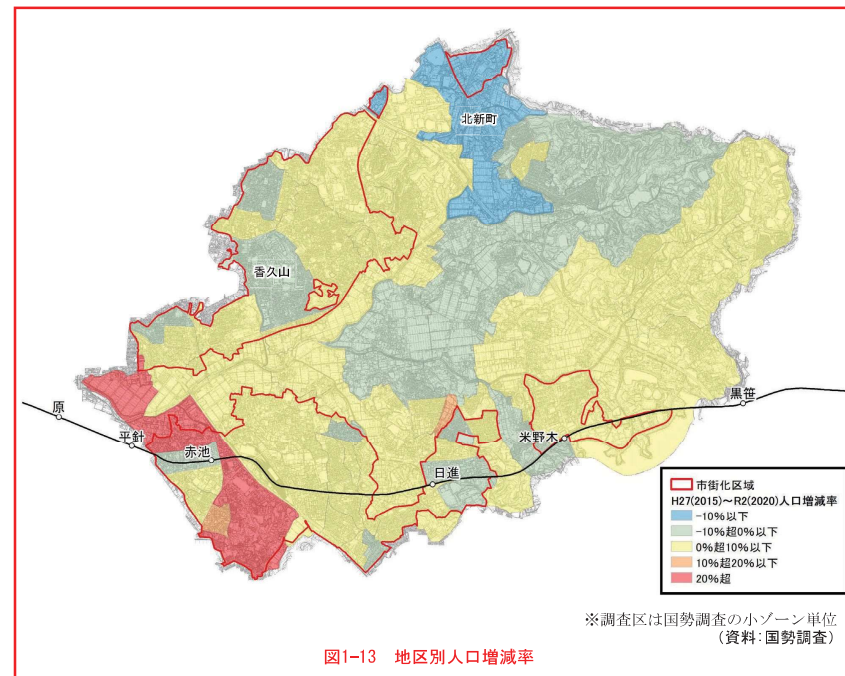 北新町
香久山
原
平針
赤池
日進
米野木
黒笹
市街化区域
H27(2015)～R2(2020)人口増減率
-10％以下
-10％超0％以下
0％超10％以下
10％超20％以下
20％超
※調査区は国勢調査の小ゾーン単位
(資料：国勢調査)
図1-13　地区別人口増減率